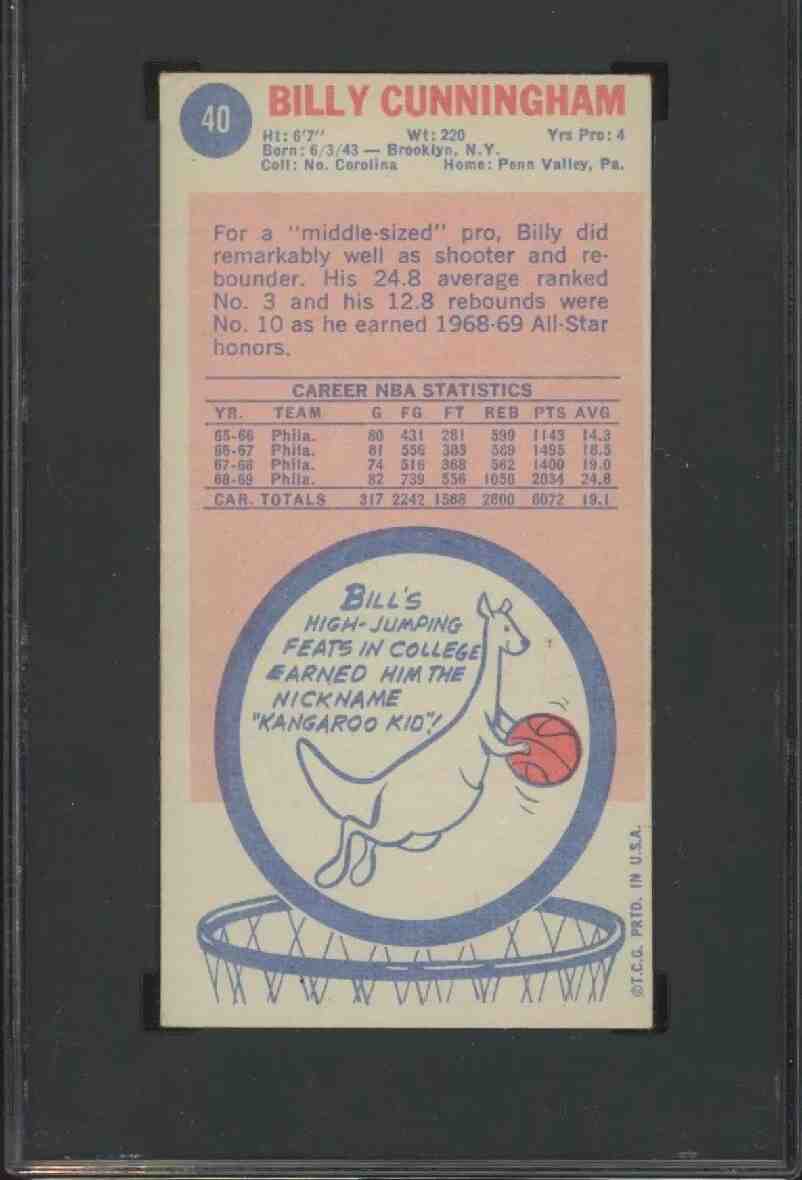 40
BILLY CUNNINGHAM
Ht: 6'7" Wt: 220 Yrs Pro: 4
Born: 6/3/43 — Brooklyn, N.Y.
Coll: No. Carolina Home: Penn Valley, Pa.
For a "middle-sized" pro, Billy did
remarkably well as shooter and re-
bounder. His 24.8 average ranked
No. 3 and his 12.8 rebounds were
No. 10 as he earned 1968-69 All-Star
honors.
CAREER NBA STATISTICS
YR. TEAM G FG FT REB PTS AVG
65-66 Phila. 80 431 281 599 1143 14.3
66-67 Phila. 81 556 383 589 1495 18.5
67-68 Phila. 74 516 368 562 1400 19.0
68-69 Phila. 82 739 556 1050 2034 24.8
CAR. TOTALS 317 2242 1588 2800 6072 19.1
BILL'S
HIGH-JUMPING
FEATS IN COLLEGE
EARNED HIM THE
NICKNAME
"KANGAROO KID"!
©T.C.G. PRTD. IN U.S.A.